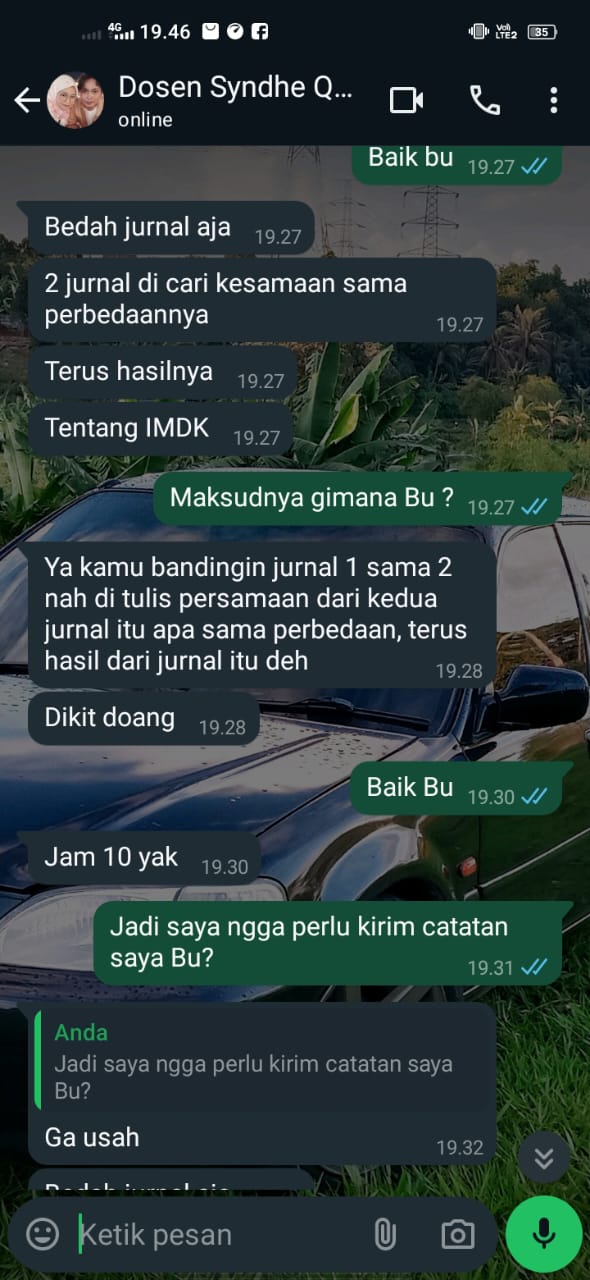 4G 19.46 Vo) LTE2 35
Dosen Syndhe Q...
online
Baik bu 19.27
Bedah jurnal aja 19.27
2 jurnal di cari kesamaan sama
perbedaannya 19.27
Terus hasilnya 19.27
Tentang IMDK 19.27
Maksudnya gimana Bu ? 19.27
Ya kamu bandingin jurnal 1 sama 2
nah di tulis persamaan dari kedua
jurnal itu apa sama perbedaan, terus
hasil dari jurnal itu deh 19.28
Dikit doang 19.28
Baik Bu 19.30
Jam 10 yak 19.30
Jadi saya ngga perlu kirim catatan
saya Bu? 19.31
Anda
Jadi saya ngga perlu kirim catatan saya
Bu?
Ga usah 19.32
Bedah jurnal aja
Ketik pesan